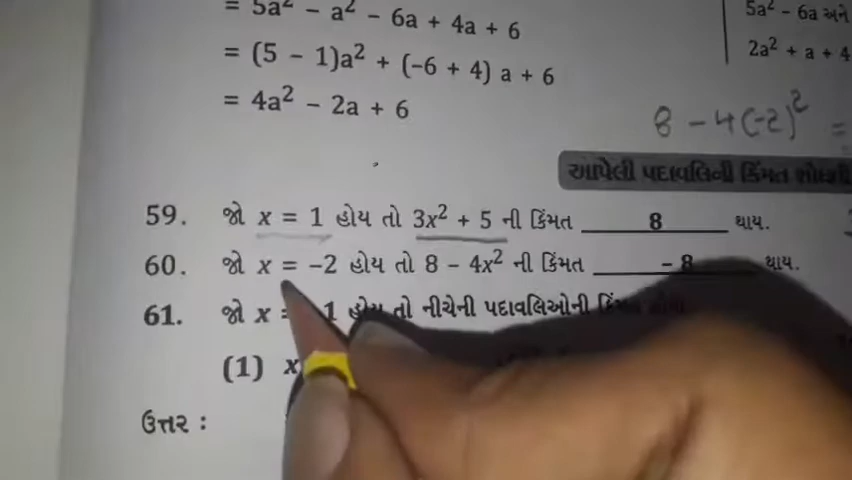 = 5a² − a² − 6a + 4a + 6
= (5 − 1)a² + (−6 + 4) a + 6
= 4a² − 2a + 6
5a² − 6a અને
2a² + a + 4
8 − 4(−2)² =
આપેલી પદાવલિની કિંમત શોધવી
59. જો x = 1 હોય તો 3x² + 5 ની કિંમત 8 થાય.
60. જો x = −2 હોય તો 8 − 4x² ની કિંમત − 8 થાય.
61. જો x = 1 હોય તો નીચેની પદાવલિઓની કિંમત
(1) x
ઉત્તર :